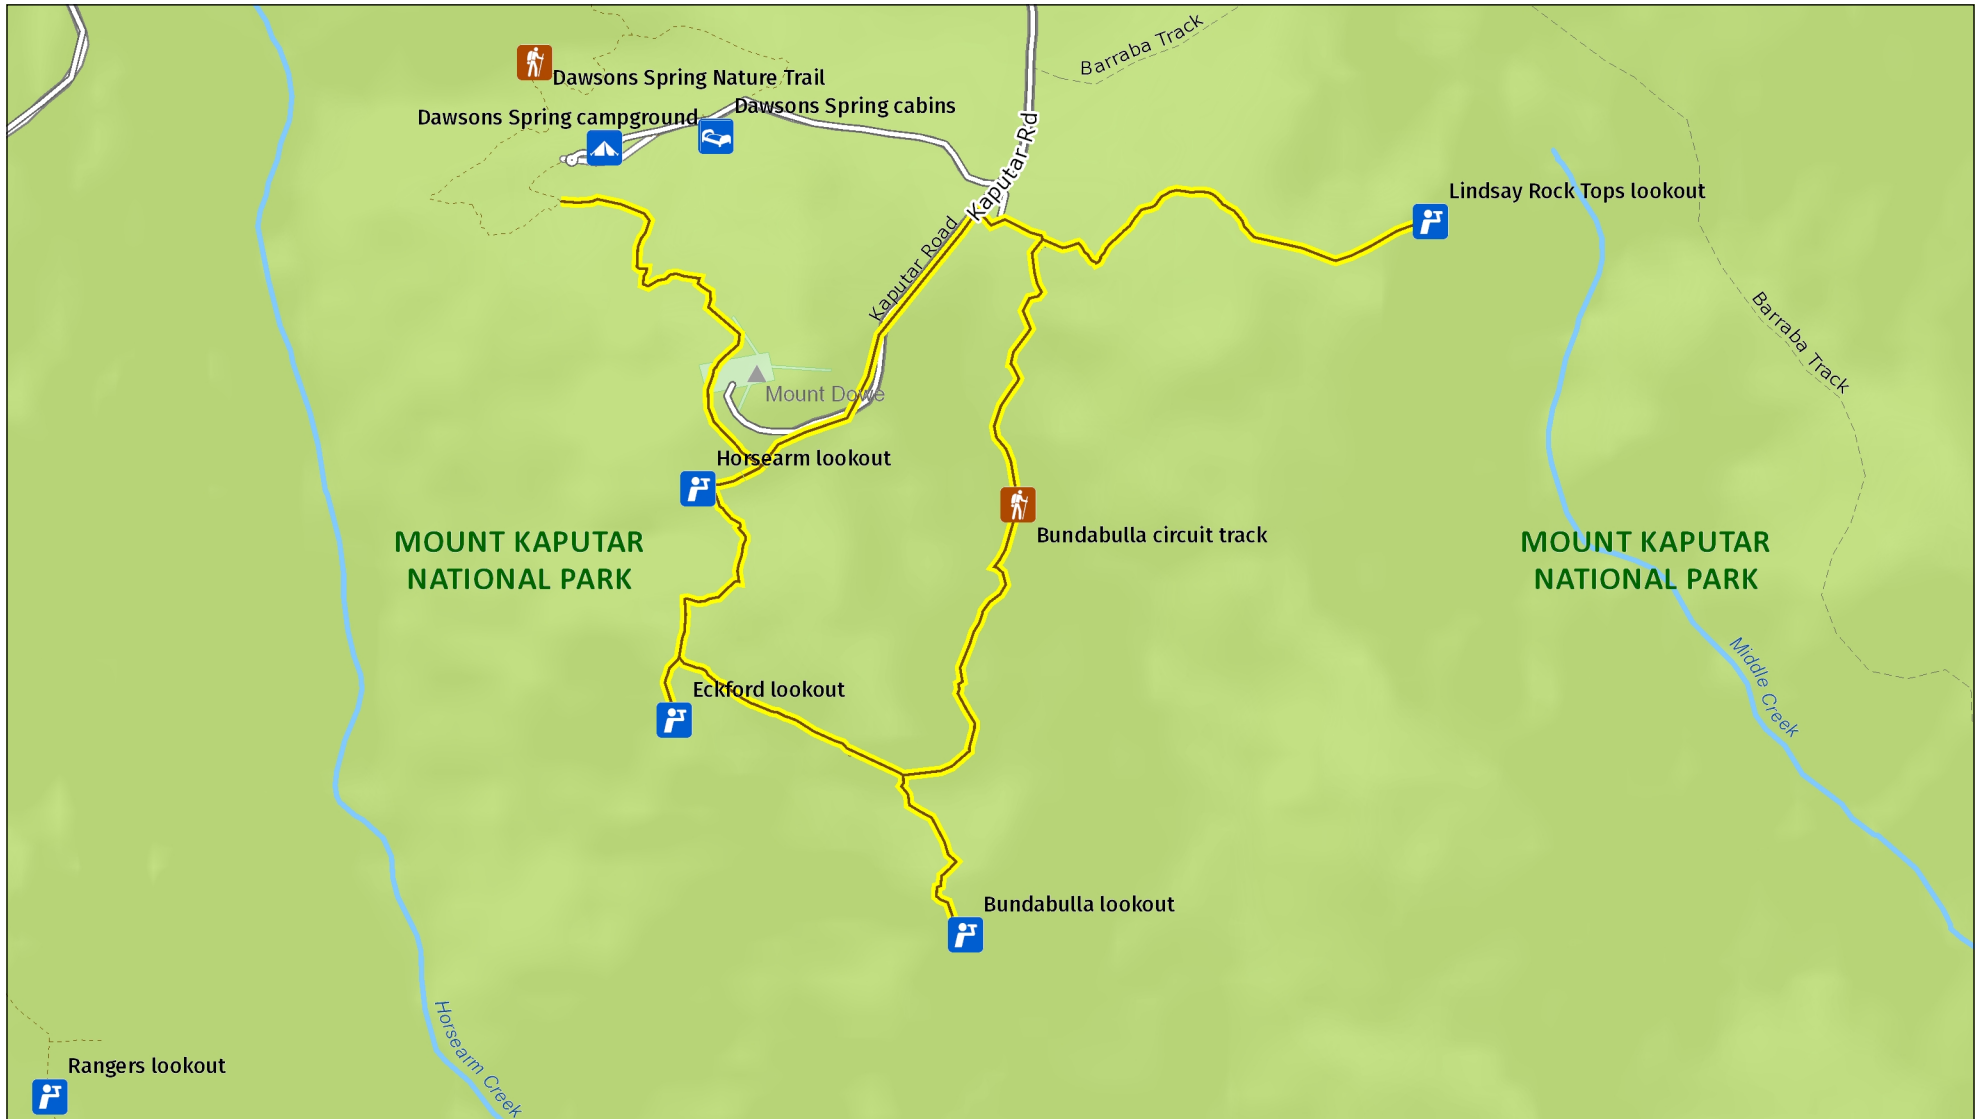 Barraba Track
Dawsons Spring Nature Trail
Dawsons Spring cabins
Dawsons Spring campground
Kaputar Rd
Lindsay Rock Tops lookout
Kaputar Road
Barraba Track
Mount Dowe
Horsearm lookout
MOUNT KAPUTAR
NATIONAL PARK
Bundabulla circuit track
MOUNT KAPUTAR
NATIONAL PARK
Middle Creek
Eckford lookout
Bundabulla lookout
Horsearm Creek
Rangers lookout